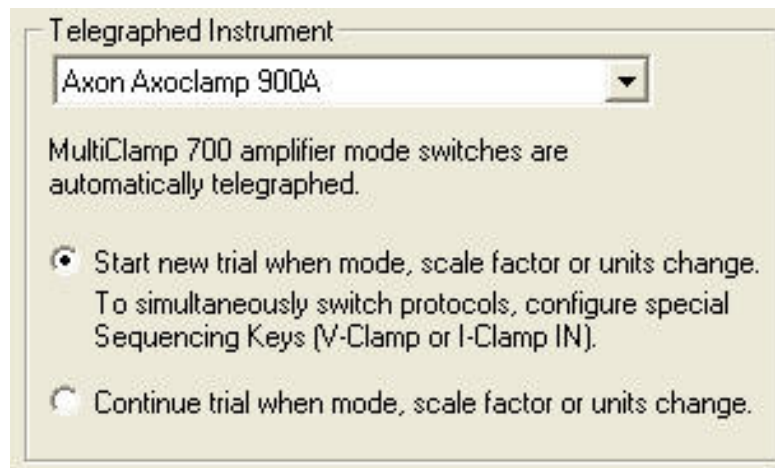 Telegraphed Instrument
Axon Axoclamp 900A
MultiClamp 700 amplifier mode switches are
automatically telegraphed.
Start new trial when mode, scale factor or units change.
To simultaneously switch protocols, configure special
Sequencing Keys (V-Clamp or I-Clamp IN).
Continue trial when mode, scale factor or units change.